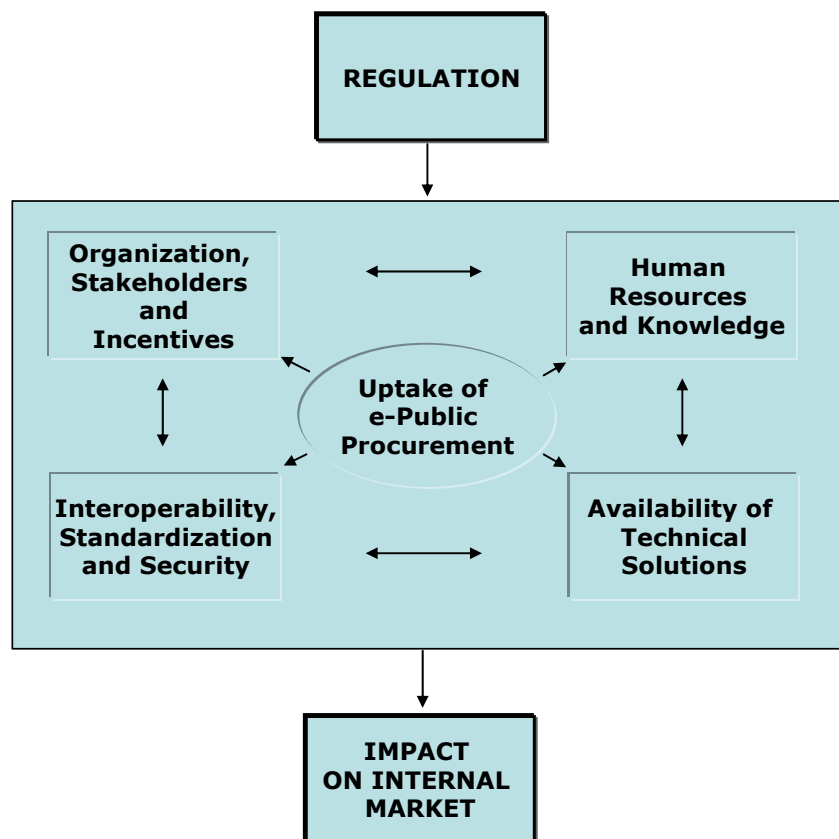 REGULATION
Organization,
Stakeholders
and
Incentives
Human
Resources
and Knowledge
Uptake of
e-Public
Procurement
Interoperability,
Standardization
and Security
Availability of
Technical
Solutions
IMPACT
ON INTERNAL
MARKET